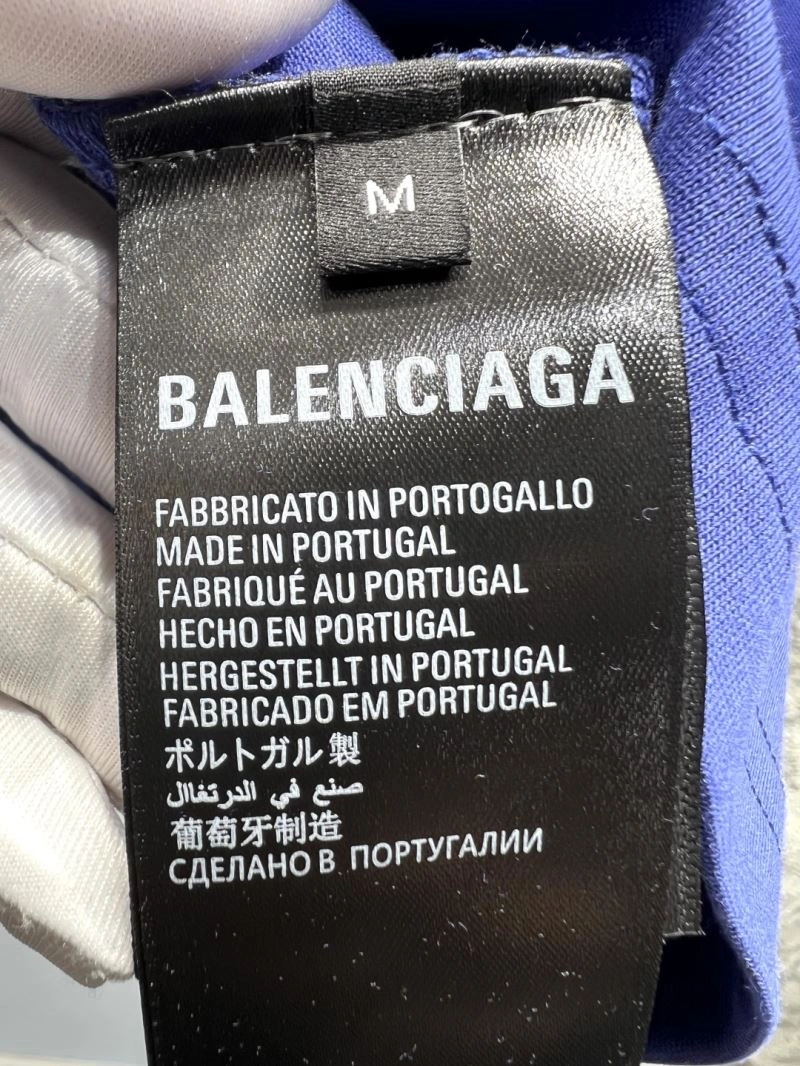 M
BALENCIAGA
FABBRICATO IN PORTOGALLO
MADE IN PORTUGAL
FABRIQUÉ AU PORTUGAL
HECHO EN PORTUGAL
HERGESTELLT IN PORTUGAL
FABRICADO EM PORTUGAL
ポルトガル製
صنع في الدرتغاال
葡萄牙制造
СДЕЛАНО В ПОРТУГАЛИИ